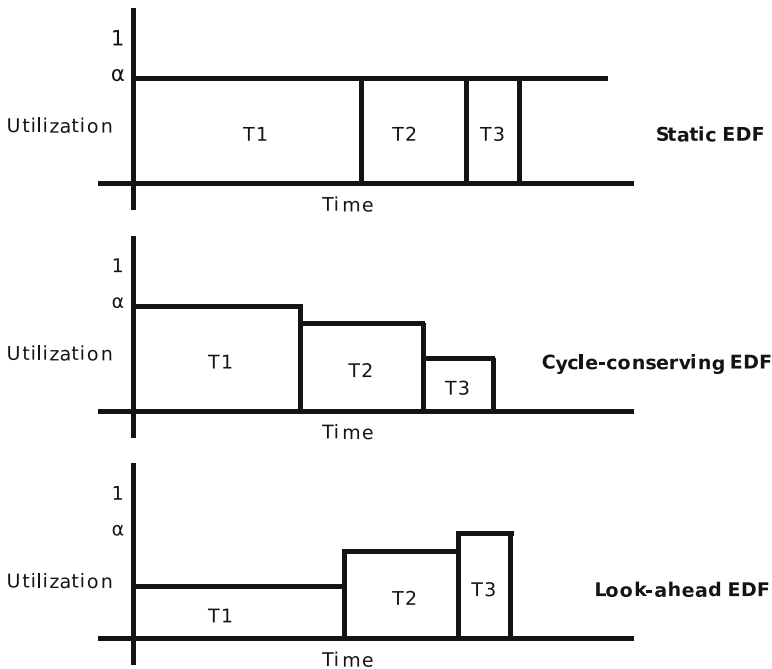 1
α
Utilization T1 T2 T3 Static EDF
Time
1
α
Utilization T1 T2 T3 Cycle-conserving EDF
Time
1
α
Utilization T1 T2 T3 Look-ahead EDF
Time